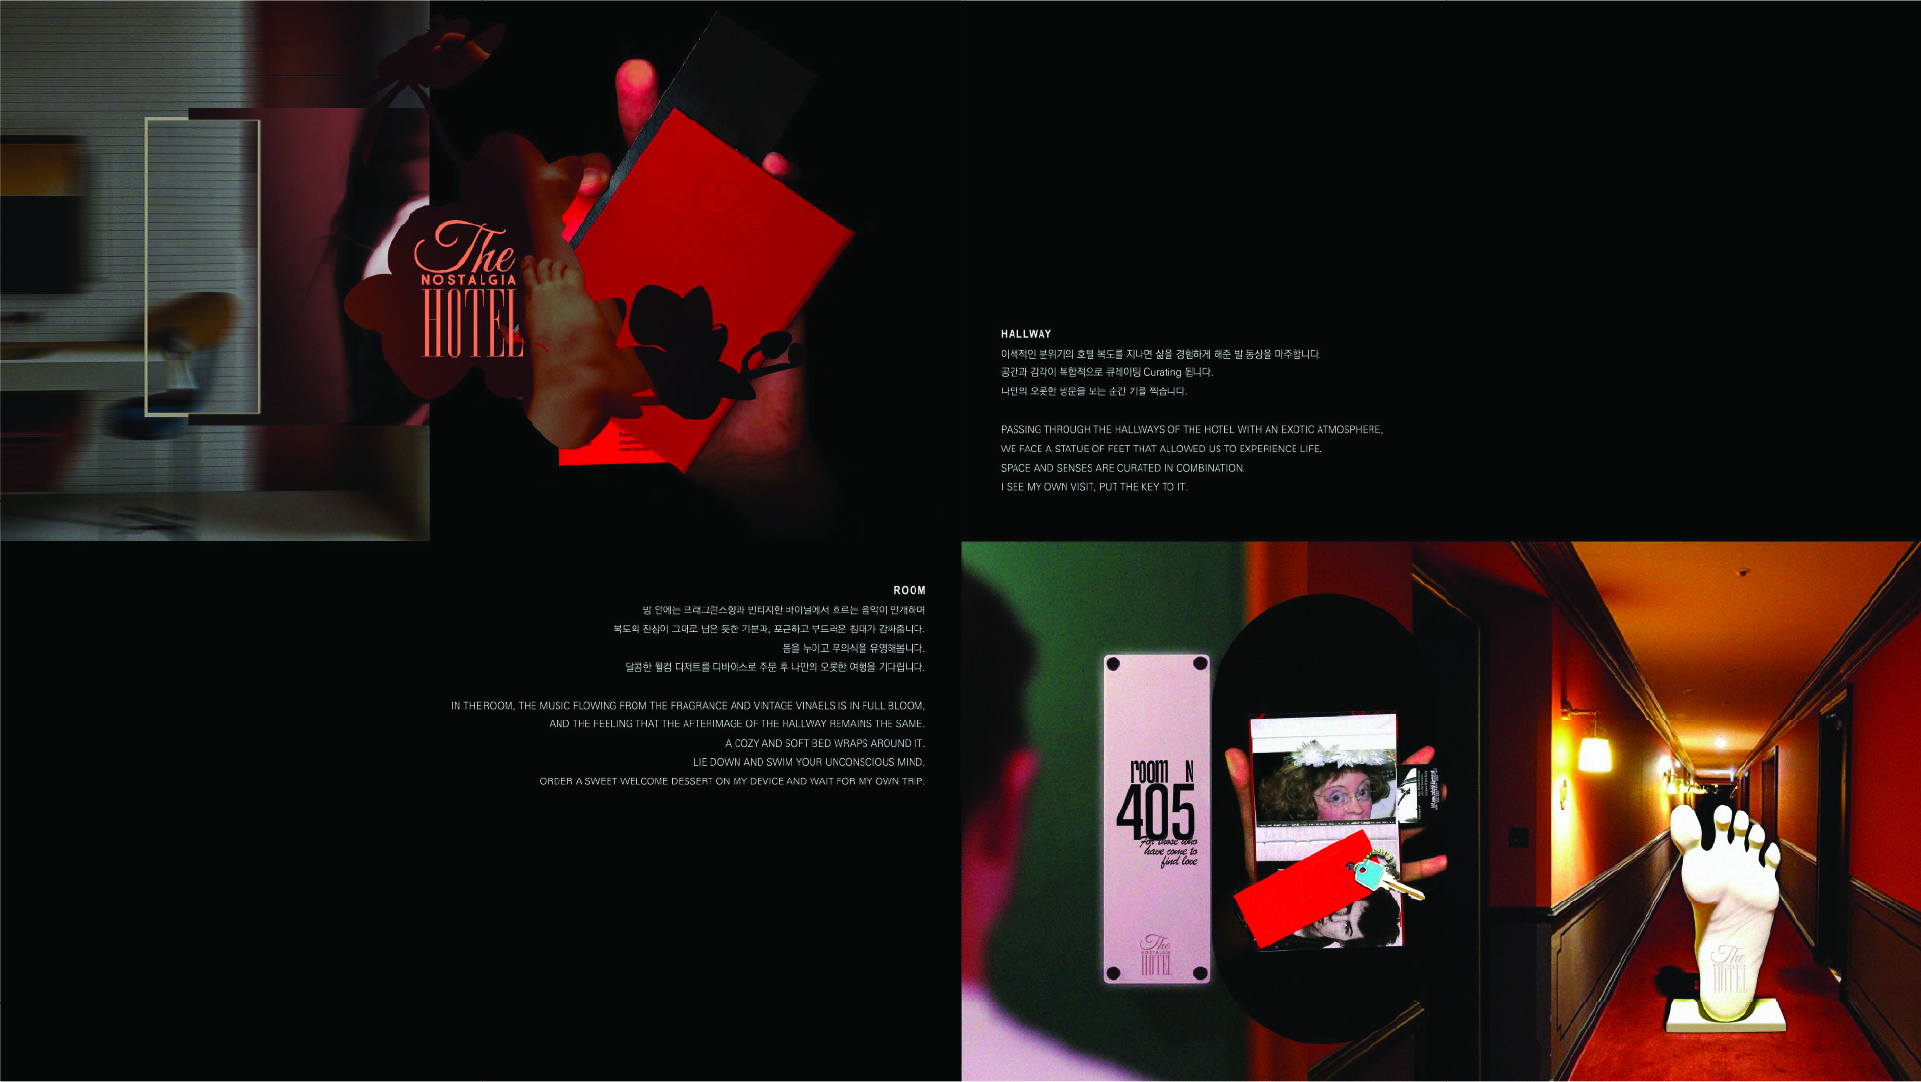 The
NOSTALGIA
HOTEL
HALLWAY
이색적인 분위기의 호텔 복도를 지나면 삶을 경험하게 해준 발 동상을 마주합니다.
공간과 감각이 복합적으로 큐레이팅 Curating 됩니다.
나만의 오롯한 방문을 보는 순간 키를 찍습니다.
PASSING THROUGH THE HALLWAYS OF THE HOTEL WITH AN EXOTIC ATMOSPHERE,
WE FACE A STATUE OF FEET THAT ALLOWED US TO EXPERIENCE LIFE.
SPACE AND SENSES ARE CURATED IN COMBINATION.
I SEE MY OWN VISIT, PUT THE KEY TO IT.
ROOM
방 안에는 프래그런스향과 빈티지한 바이닐에서 흐르는 음악이 만개하며
복도의 잔상이 그대로 남은 듯한 기분과, 포근하고 부드러운 침대가 감싸줍니다.
몸을 누이고 무의식을 유영해봅니다.
달콤한 웰컴 디저트를 디바이스로 주문 후 나만의 오롯한 여행을 기다립니다.
IN THE ROOM, THE MUSIC FLOWING FROM THE FRAGRANCE AND VINTAGE VINAELS IS IN FULL BLOOM,
AND THE FEELING THAT THE AFTERIMAGE OF THE HALLWAY REMAINS THE SAME.
A COZY AND SOFT BED WRAPS AROUND IT.
LIE DOWN AND SWIM YOUR UNCONSCIOUS MIND.
ORDER A SWEET WELCOME DESSERT ON MY DEVICE AND WAIT FOR MY OWN TRIP.
room N
405
For those who
have come to
find love
The
NOSTALGIA
HOTEL
The
NOSTALGIA
HOTEL